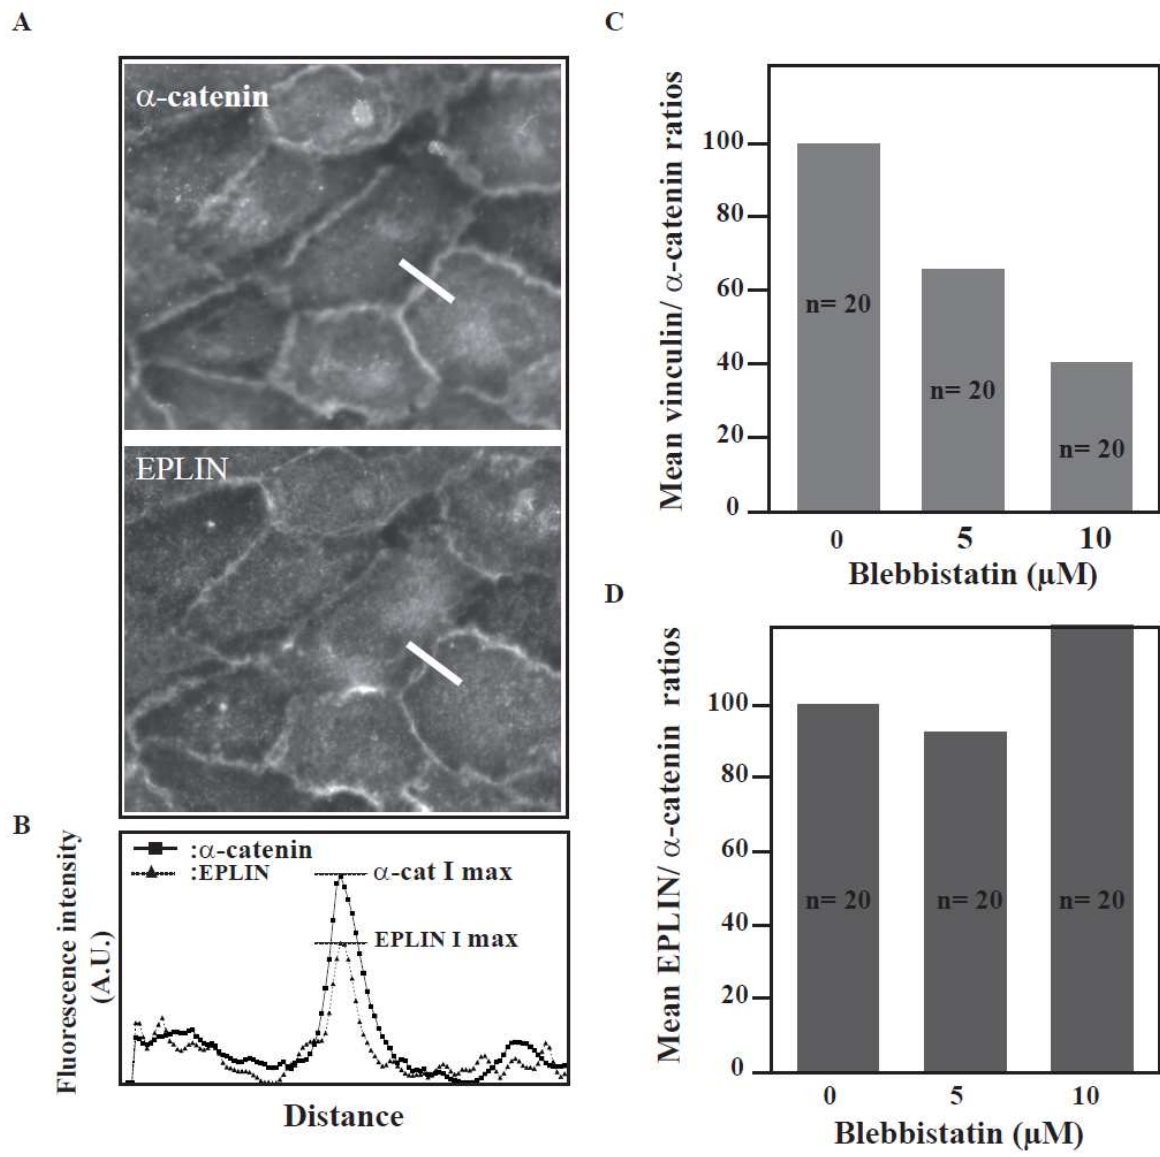 A
α-catenin
EPLIN
B
:α-catenin
:EPLIN
α-cat I max
EPLIN I max
Fluorescence intensity
(A.U.)
Distance
C
Mean vinculin/ α-catenin ratios
100
80
60
40
20
0
n= 20
n= 20
n= 20
0 5 10
Blebbistatin (µM)
D
Mean EPLIN/ α-catenin ratios
100
80
60
40
20
0
n= 20
n= 20
n= 20
0 5 10
Blebbistatin (µM)